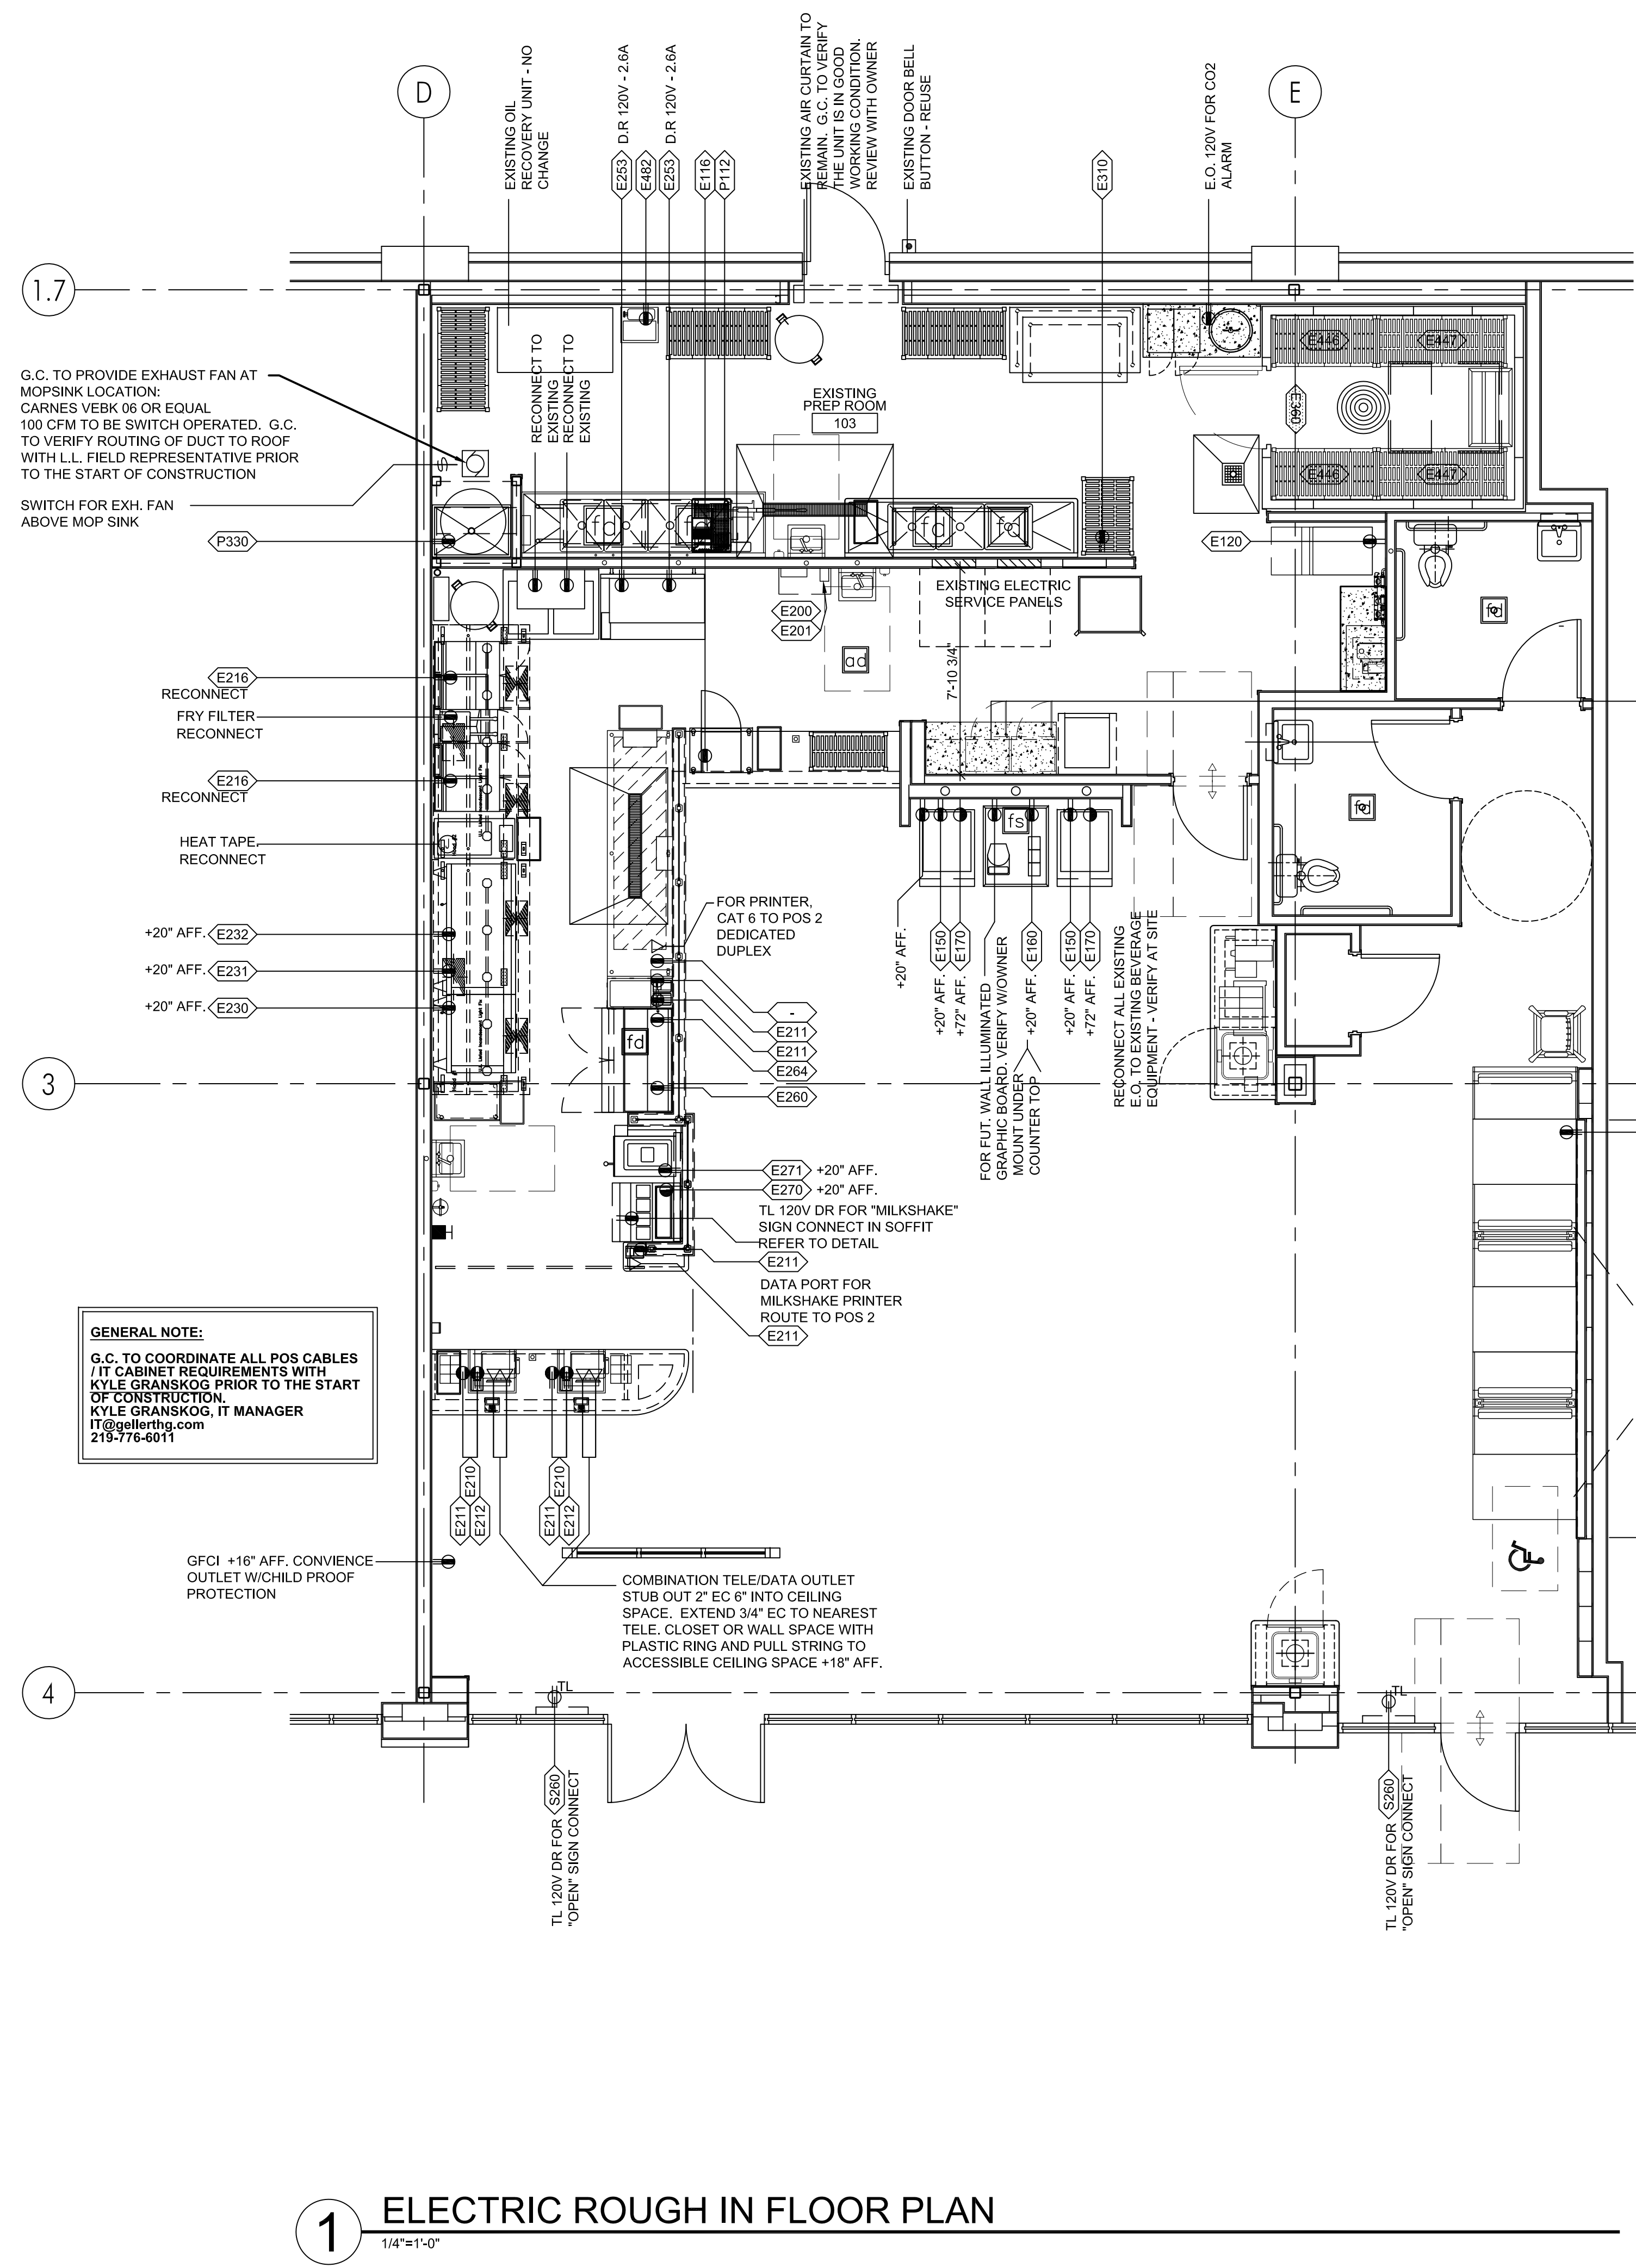 D
E
1.7
3
4
EXISTING OIL
RECOVERY UNIT - NO
CHANGE
E253
D.R 120V - 2.6A
E482
E253
D.R 120V - 2.6A
E116
P112
EXISTING AIR CURTAIN TO
REMAIN. G.C. TO VERIFY
THE UNIT IS IN GOOD
WORKING CONDITION.
REVIEW WITH OWNER
EXISTING DOOR BELL
BUTTON - REUSE
E310
E.O. 120V FOR CO2
ALARM
G.C. TO PROVIDE EXHAUST FAN AT
MOPSINK LOCATION:
CARNES VEBK 06 OR EQUAL
100 CFM TO BE SWITCH OPERATED. G.C.
TO VERIFY ROUTING OF DUCT TO ROOF
WITH L.L. FIELD REPRESENTATIVE PRIOR
TO THE START OF CONSTRUCTION
SWITCH FOR EXH. FAN
ABOVE MOP SINK
P330
RECONNECT TO
EXISTING
RECONNECT TO
EXISTING
EXISTING
PREP ROOM
103
E446
E447
E360
E446
E447
fd
fd
fd
fd
E120
EXISTING ELECTRIC
SERVICE PANELS
E200
E201
ad
7'-10 3/4"
fd
fd
E216
RECONNECT
FRY FILTER
RECONNECT
E216
RECONNECT
HEAT TAPE.
RECONNECT
+20" AFF. E232
+20" AFF. E231
+20" AFF. E230
FOR PRINTER,
CAT 6 TO POS 2
DEDICATED
DUPLEX
-
E211
E211
E264
E260
fd
fs
+20" AFF.
+20" AFF. E150
+72" AFF. E170
FOR FUT. WALL ILLUMINATED
GRAPHIC BOARD. VERIFY W/OWNER
MOUNT UNDER
COUNTER TOP
+20" AFF. E160
+20" AFF. E150
+72" AFF. E170
RECONNECT ALL EXISTING
E.O. TO EXISTING BEVERAGE
EQUIPMENT - VERIFY AT SITE
E271 +20" AFF.
E270 +20" AFF.
TL 120V DR FOR "MILKSHAKE"
SIGN CONNECT IN SOFFIT
REFER TO DETAIL
E211
DATA PORT FOR
MILKSHAKE PRINTER
ROUTE TO POS 2
E211
GENERAL NOTE:
G.C. TO COORDINATE ALL POS CABLES
/ IT CABINET REQUIREMENTS WITH
KYLE GRANSKOG PRIOR TO THE START
OF CONSTRUCTION.
KYLE GRANSKOG, IT MANAGER
IT@gellerthg.com
219-776-6011
E211
E210
E212
E211
E210
E212
GFCI +16" AFF. CONVIENCE
OUTLET W/CHILD PROOF
PROTECTION
COMBINATION TELE/DATA OUTLET
STUB OUT 2" EC 6" INTO CEILING
SPACE. EXTEND 3/4" EC TO NEAREST
TELE. CLOSET OR WALL SPACE WITH
PLASTIC RING AND PULL STRING TO
ACCESSIBLE CEILING SPACE +18" AFF.
TL
TL
TL 120V DR FOR S260
"OPEN" SIGN CONNECT
TL 120V DR FOR S260
"OPEN" SIGN CONNECT
1
ELECTRIC ROUGH IN FLOOR PLAN
1/4"=1'-0"